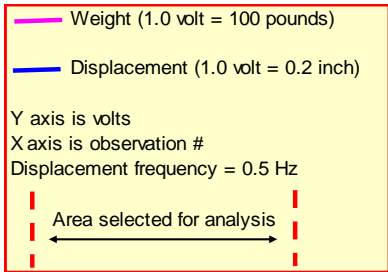 Weight (1.0 volt = 100 pounds)
Displacement (1.0 volt = 0.2 inch)
Y axis is volts
X axis is observation #
Displacement frequency = 0.5 Hz
Area selected for analysis